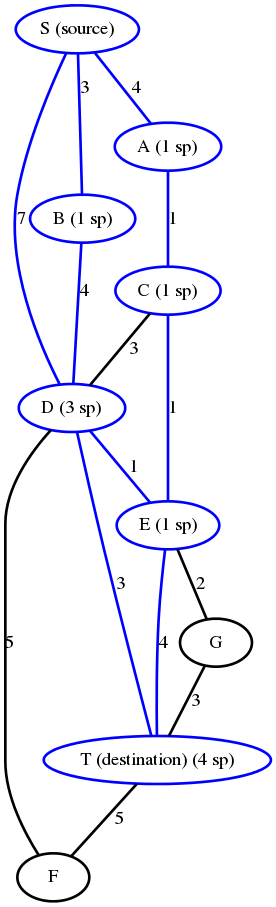 S (source)
3
4
A (1 sp)
7
B (1 sp)
1
4
C (1 sp)
3
D (3 sp)
1
1
E (1 sp)
3
2
5
4
G
3
T (destination) (4 sp)
5
F